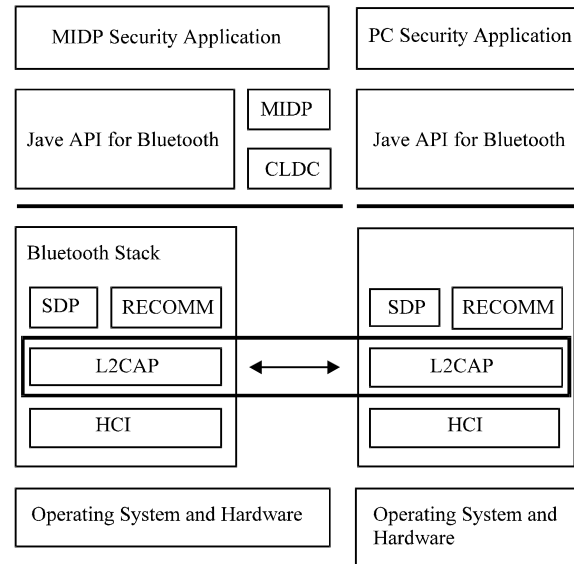 MIDP Security Application
PC Security Application
Jave API for Bluetooth
MIDP
CLDC
Jave API for Bluetooth
Bluetooth Stack
SDP
RECOMM
SDP
RECOMM
L2CAP
L2CAP
HCI
HCI
Operating System and Hardware
Operating System and
Hardware